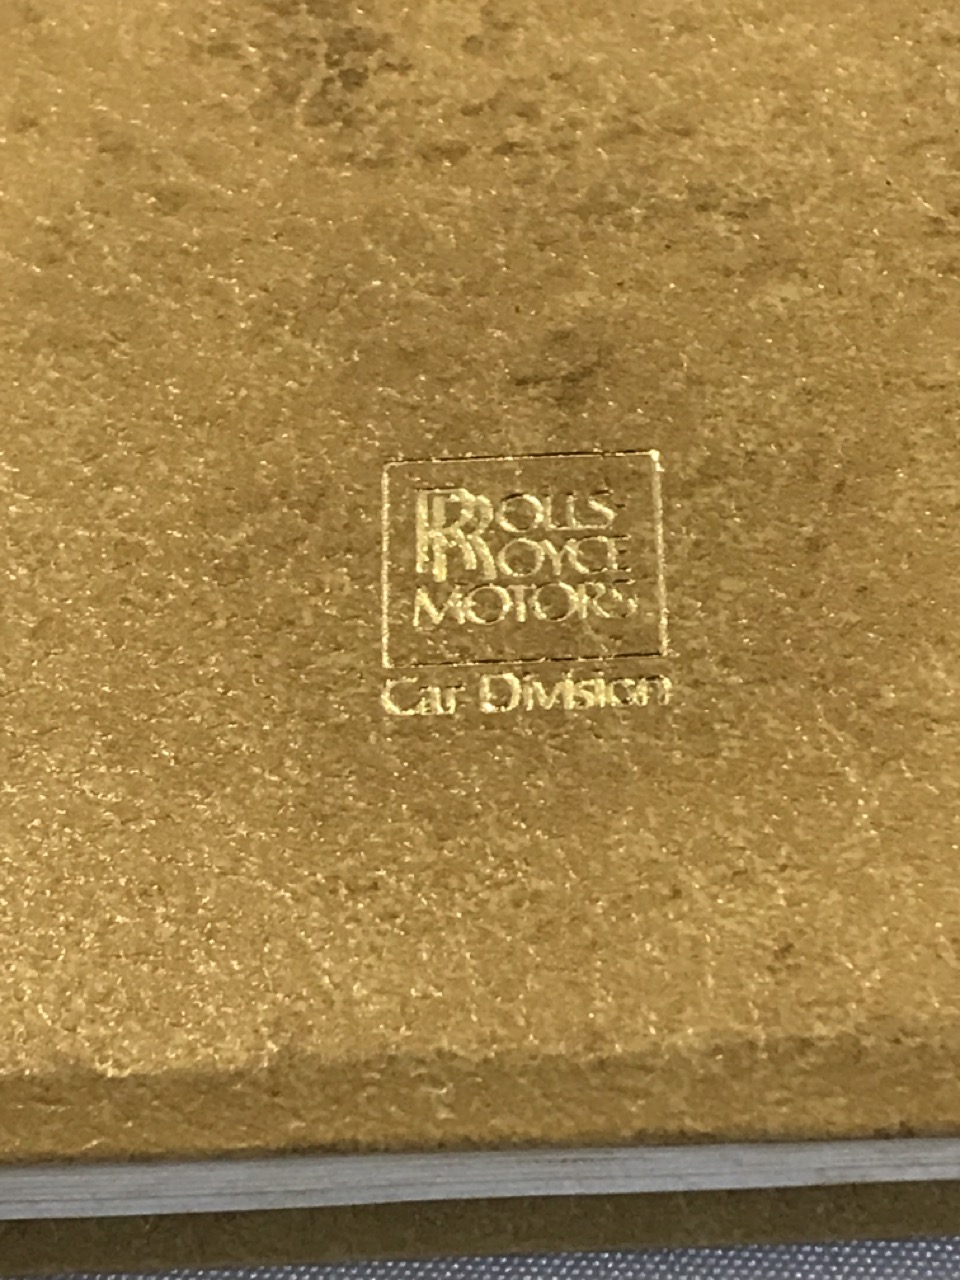 ROLLS
ROYCE
MOTORS
Car Division